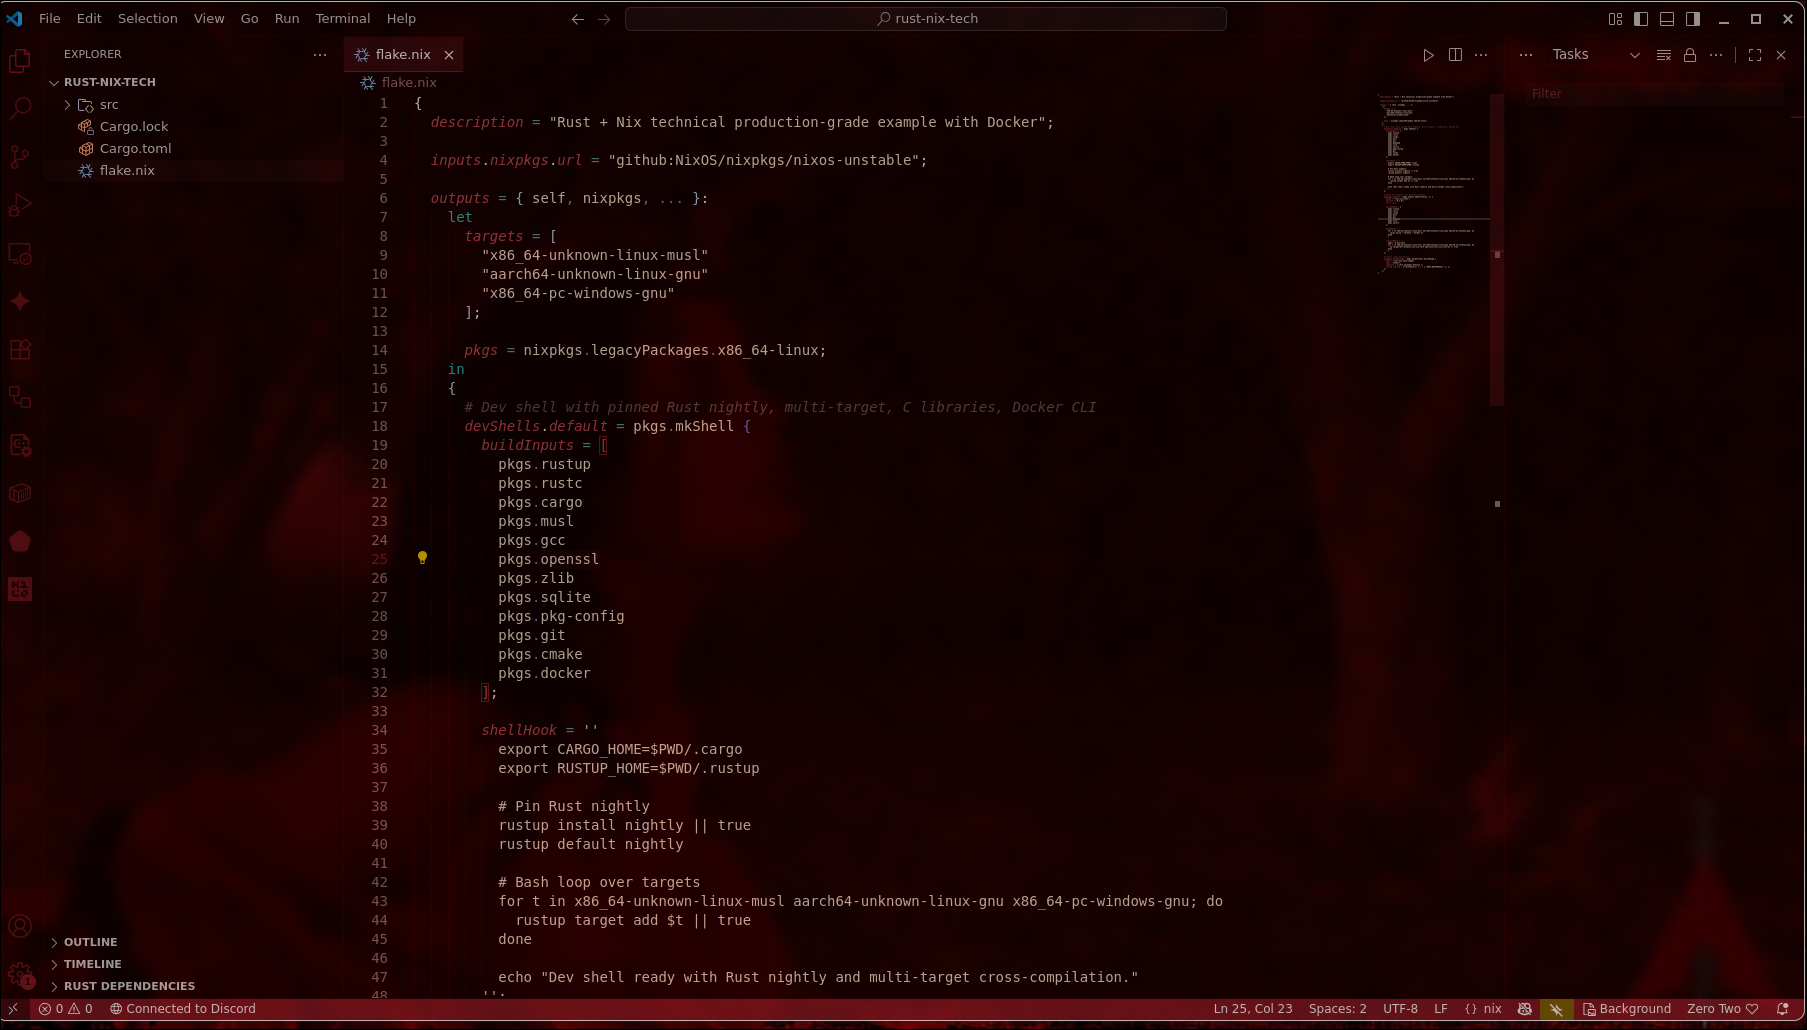 File Edit Selection View Go Run Terminal Help
rust-nix-tech
EXPLORER
RUST-NIX-TECH
src
Cargo.lock
Cargo.toml
flake.nix
OUTLINE
TIMELINE
RUST DEPENDENCIES
flake.nix
flake.nix
1 {
2   description = "Rust + Nix technical production-grade example with Docker";
3
4   inputs.nixpkgs.url = "github:NixOS/nixpkgs/nixos-unstable";
5
6   outputs = { self, nixpkgs, ... }:
7     let
8       targets = [
9         "x86_64-unknown-linux-musl"
10         "aarch64-unknown-linux-gnu"
11         "x86_64-pc-windows-gnu"
12       ];
13
14       pkgs = nixpkgs.legacyPackages.x86_64-linux;
15     in
16     {
17       # Dev shell with pinned Rust nightly, multi-target, C libraries, Docker CLI
18       devShells.default = pkgs.mkShell {
19         buildInputs = [
20           pkgs.rustup
21           pkgs.rustc
22           pkgs.cargo
23           pkgs.musl
24           pkgs.gcc
25           pkgs.openssl
26           pkgs.zlib
27           pkgs.sqlite
28           pkgs.pkg-config
29           pkgs.git
30           pkgs.cmake
31           pkgs.docker
32         ];
33
34         shellHook = ''
35           export CARGO_HOME=$PWD/.cargo
36           export RUSTUP_HOME=$PWD/.rustup
37
38           # Pin Rust nightly
39           rustup install nightly || true
40           rustup default nightly
41
42           # Bash loop over targets
43           for t in x86_64-unknown-linux-musl aarch64-unknown-linux-gnu x86_64-pc-windows-gnu; do
44             rustup target add $t || true
45           done
46
47           echo "Dev shell ready with Rust nightly and multi-target cross-compilation."
48         '';
Tasks
Filter
1
0 0 Connected to Discord
Ln 25, Col 23 Spaces: 2 UTF-8 LF {} nix Background Zero Two